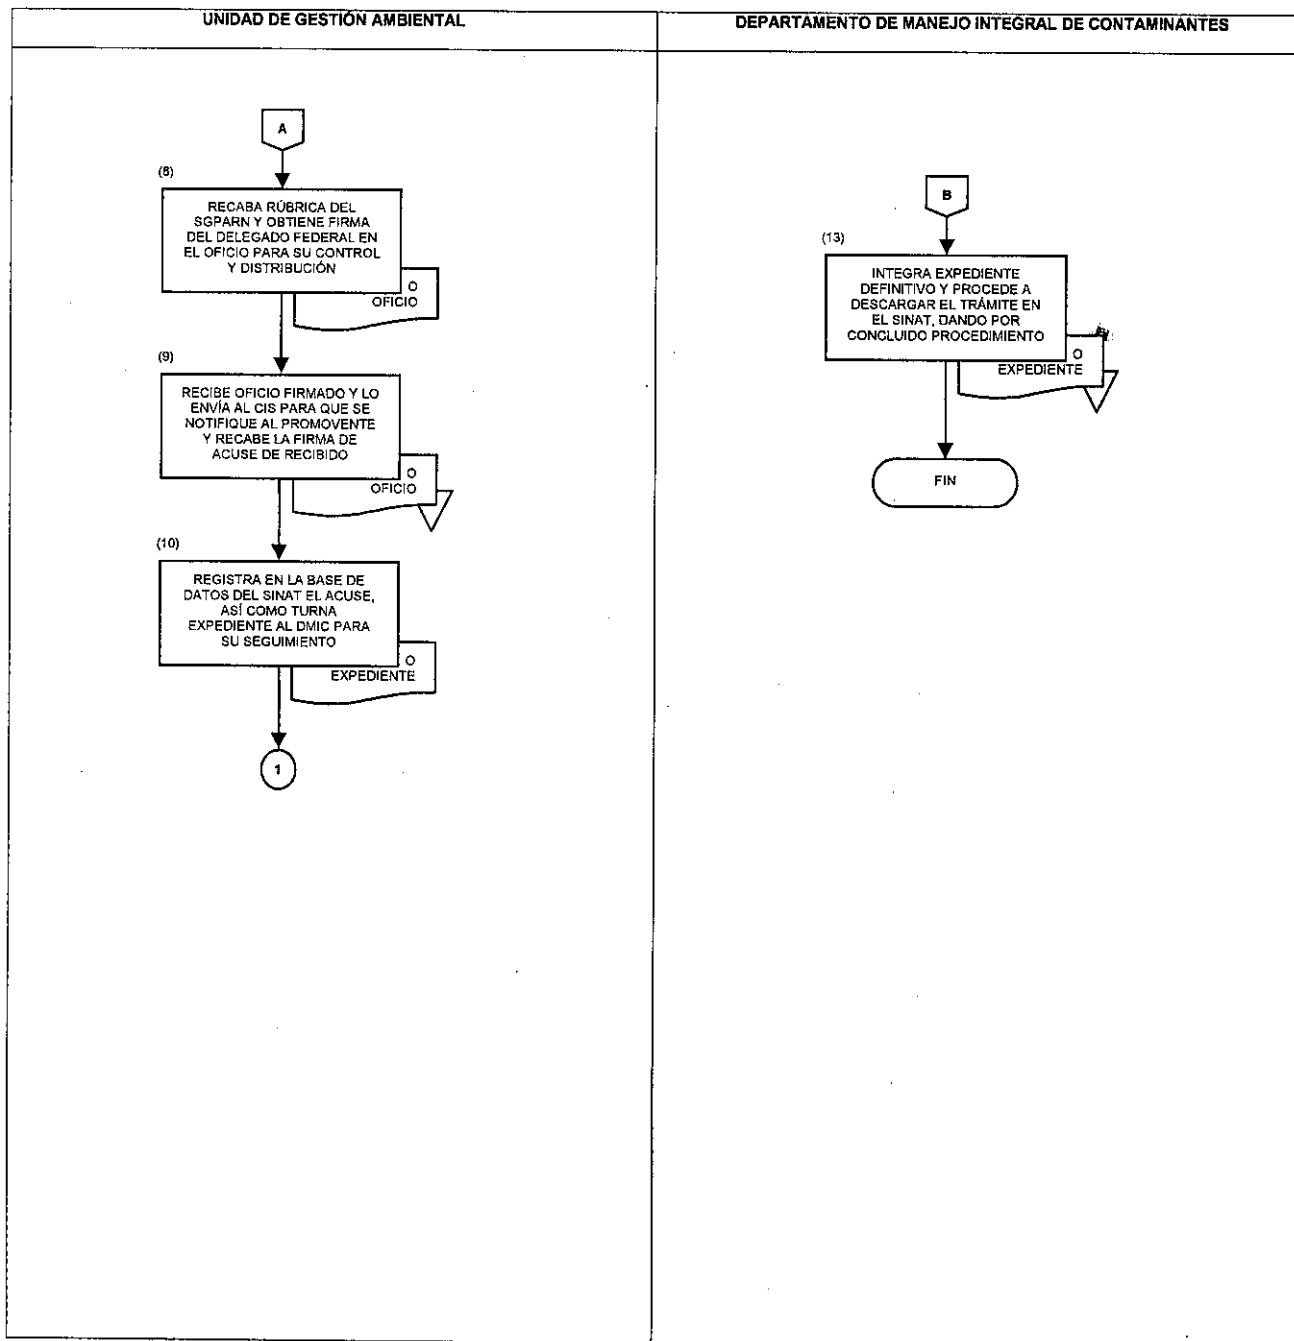 UNIDAD DE GESTIÓN AMBIENTAL
DEPARTAMENTO DE MANEJO INTEGRAL DE CONTAMINANTES
A
(8)
RECABA RÚBRICA DEL
SGPARN Y OBTIENE FIRMA
DEL DELEGADO FEDERAL EN
EL OFICIO PARA SU CONTROL
Y DISTRIBUCIÓN
O
OFICIO
(9)
RECIBE OFICIO FIRMADO Y LO
ENVÍA AL CIS PARA QUE SE
NOTIFIQUE AL PROMOVENTE
Y RECABE LA FIRMA DE
ACUSE DE RECIBIDO
O
OFICIO
(10)
REGISTRA EN LA BASE DE
DATOS DEL SINAT EL ACUSE,
ASÍ COMO TURNA
EXPEDIENTE AL DMIC PARA
SU SEGUIMIENTO
O
EXPEDIENTE
1
B
(13)
INTEGRA EXPEDIENTE
DEFINITIVO Y PROCEDE A
DESCARGAR EL TRÁMITE EN
EL SINAT, DANDO POR
CONCLUIDO PROCEDIMIENTO
O
EXPEDIENTE
FIN